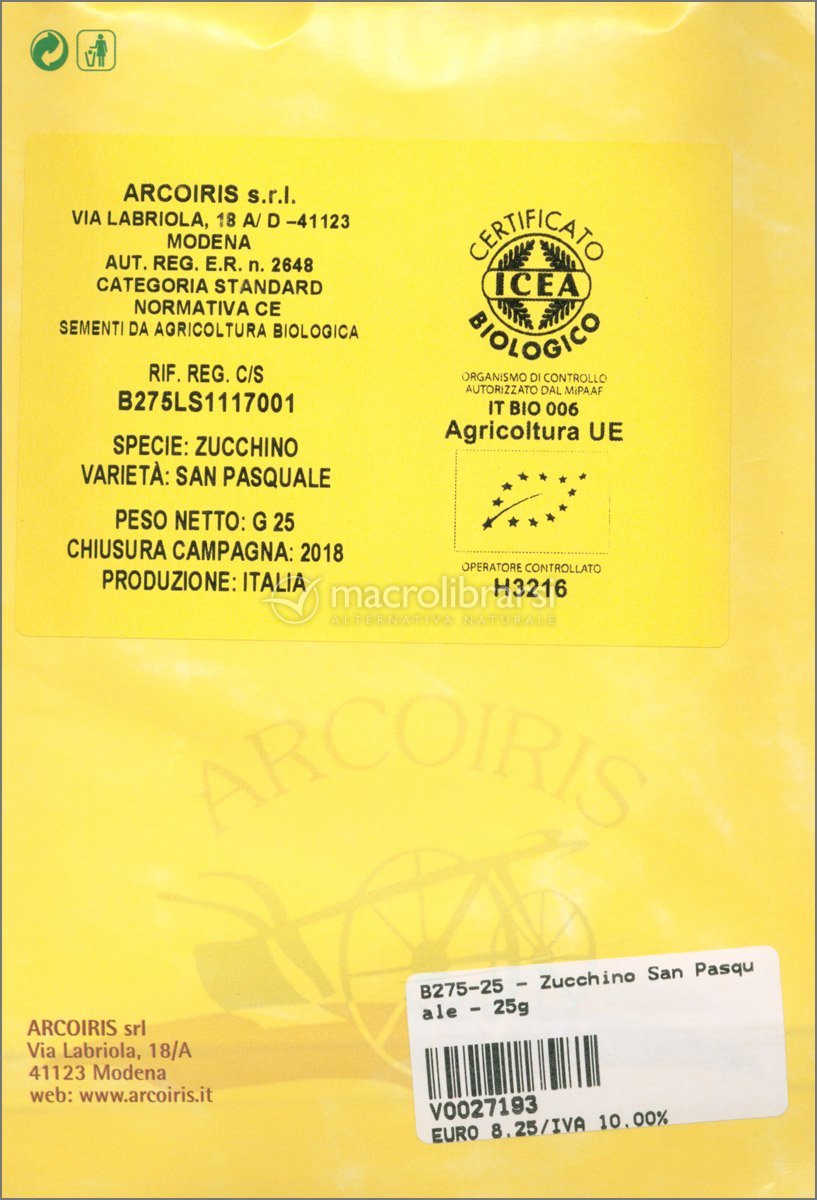 ARCOIRIS s.r.l.
VIA LABRIOLA, 18 A/ D –41123
MODENA
AUT. REG. E.R. n. 2648
CATEGORIA STANDARD
NORMATIVA CE
SEMENTI DA AGRICOLTURA BIOLOGICA
RIF. REG. C/S
B275LS1117001
SPECIE: ZUCCHINO
VARIETÀ: SAN PASQUALE
PESO NETTO: G 25
CHIUSURA CAMPAGNA: 2018
PRODUZIONE: ITALIA
CERTIFICATO
ICEA
BIOLOGICO
ORGANISMO DI CONTROLLO
AUTORIZZATO DAL MiPAAF
IT BIO 006
Agricoltura UE
OPERATORE CONTROLLATO
H3216
macrolibrarsi
ALTERNATIVA NATURALE
ARCOIRIS
ARCOIRIS srl
Via Labriola, 18/A
41123 Modena
web: www.arcoiris.it
B275-25 - Zucchino San Pasqu
ale - 25g
V0027193
EURO 8.25/IVA 10.00%